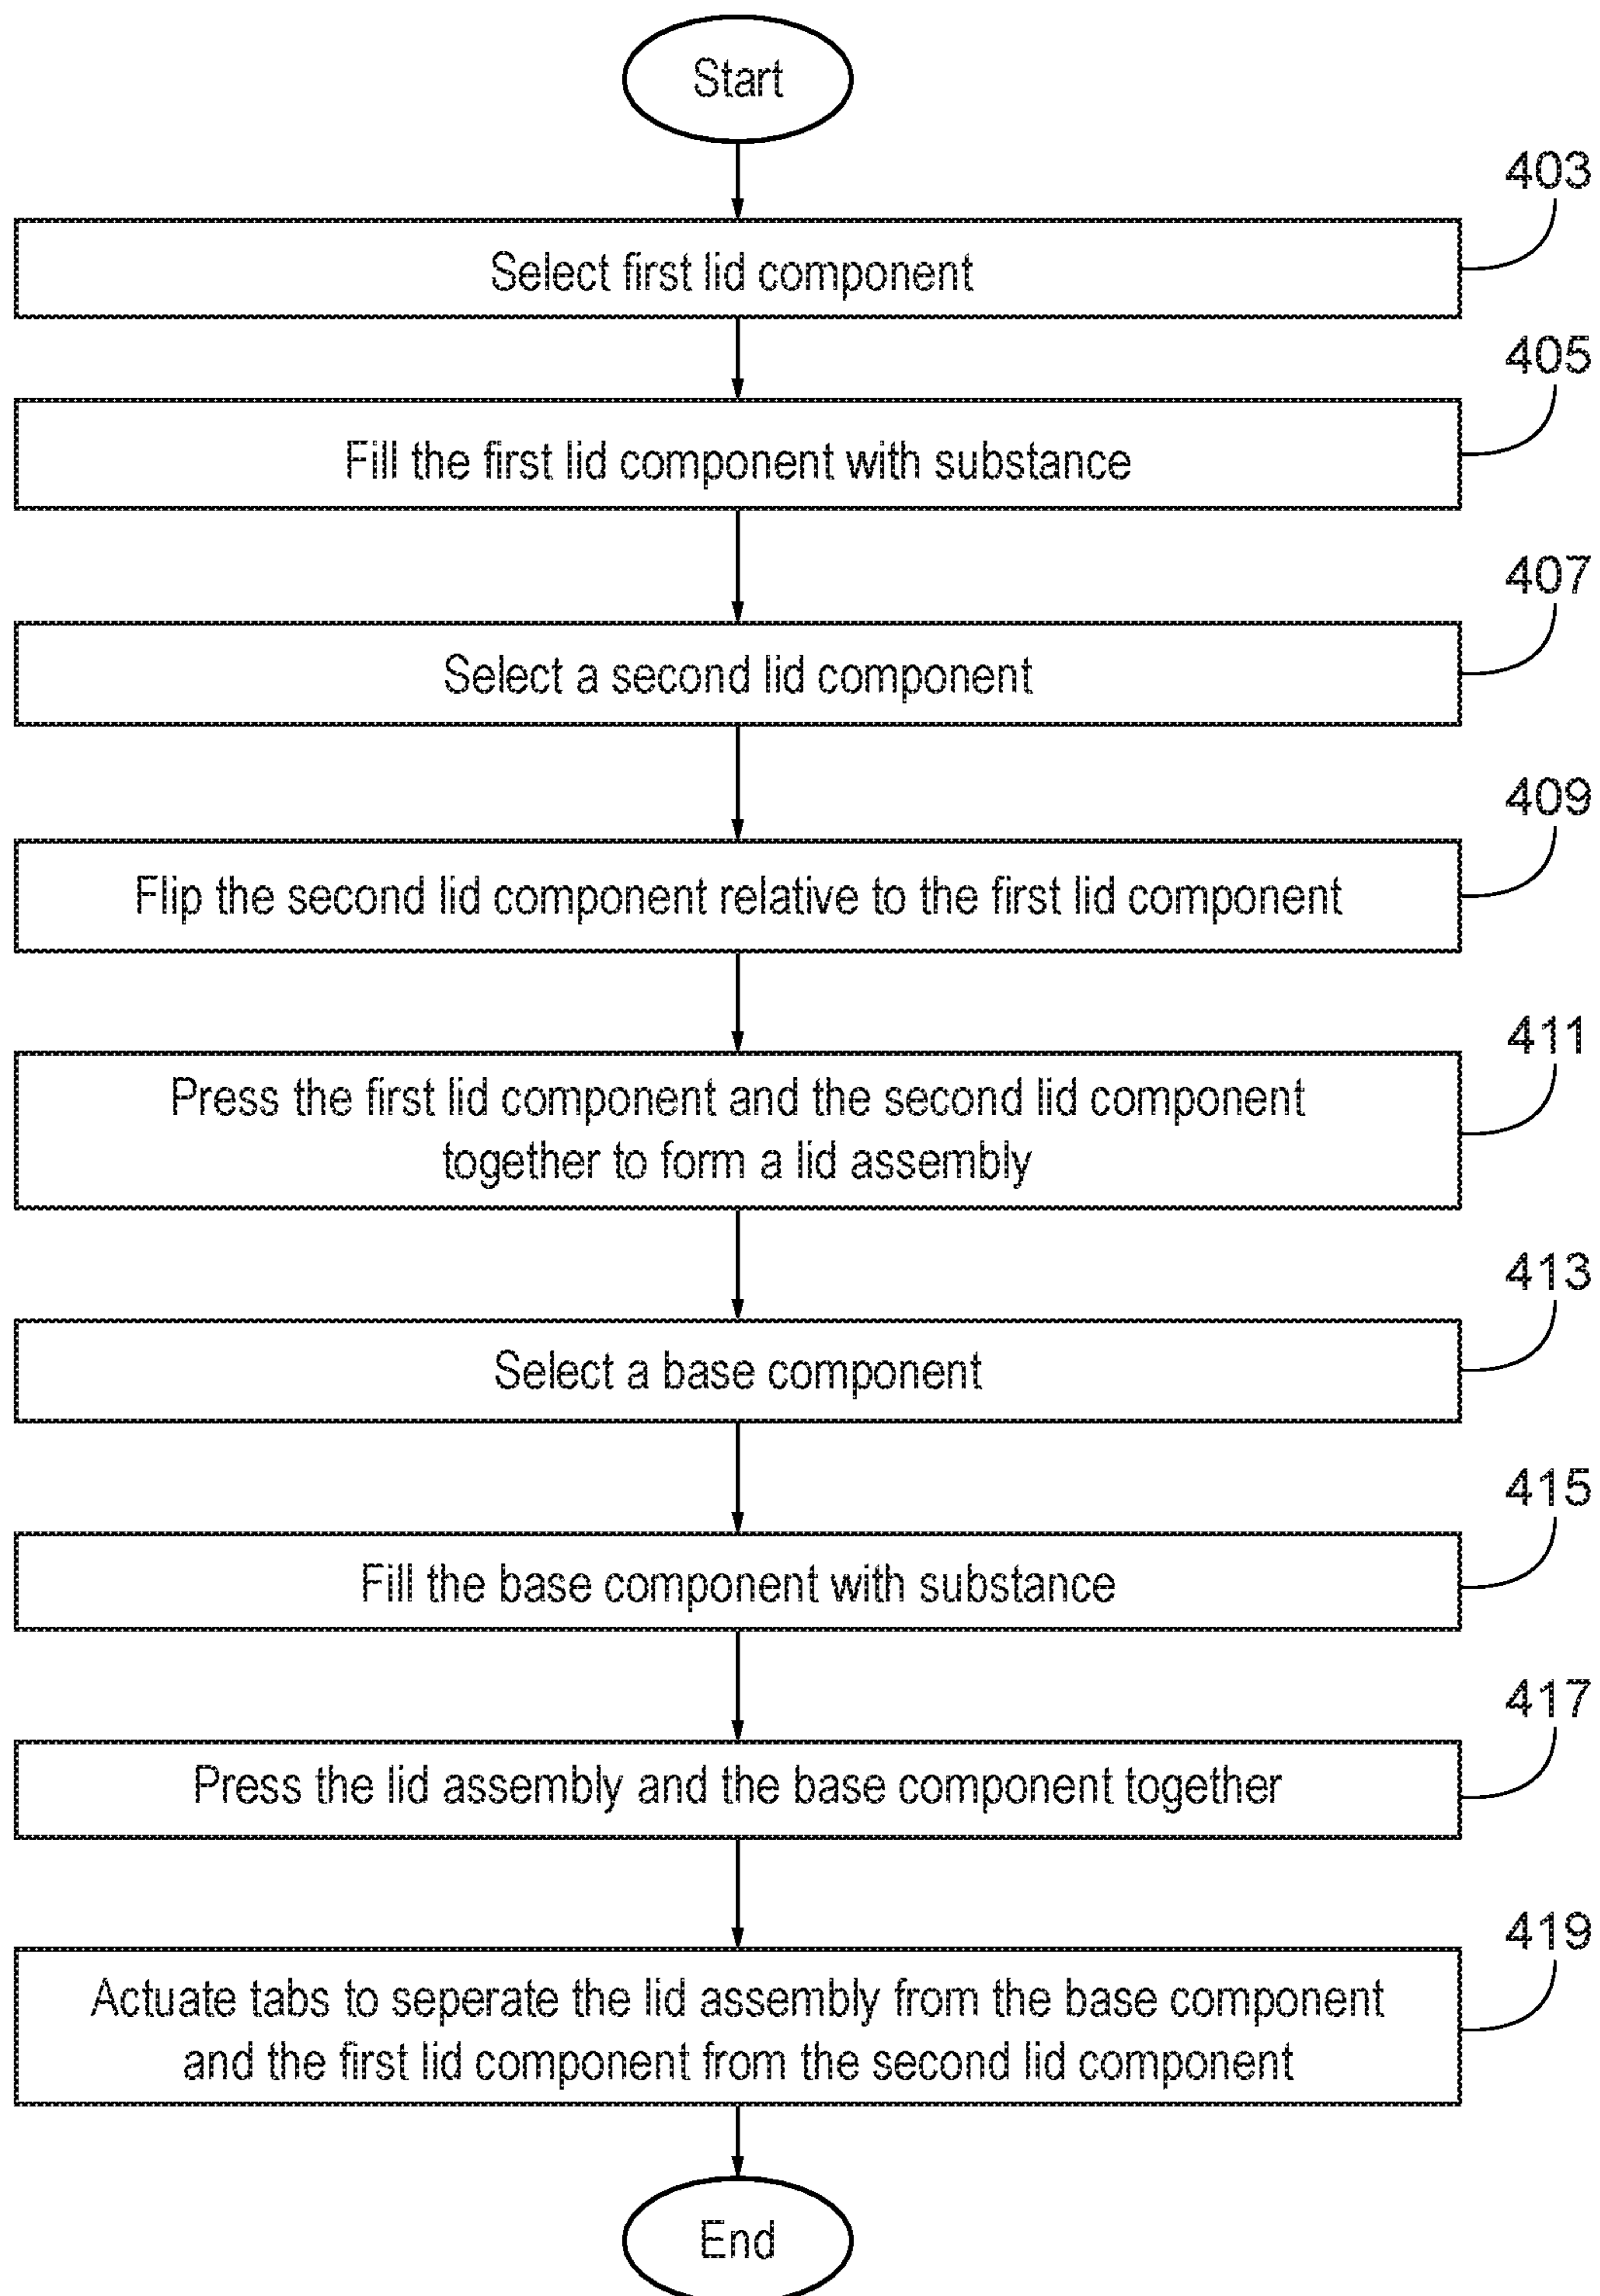 Start
403
Select first lid component
405
Fill the first lid component with substance
407
Select a second lid component
409
Flip the second lid component relative to the first lid component
411
Press the first lid component and the second lid component
together to form a lid assembly
413
Select a base component
415
Fill the base component with substance
417
Press the lid assembly and the base component together
419
Actuate tabs to seperate the lid assembly from the base component
and the first lid component from the second lid component
End